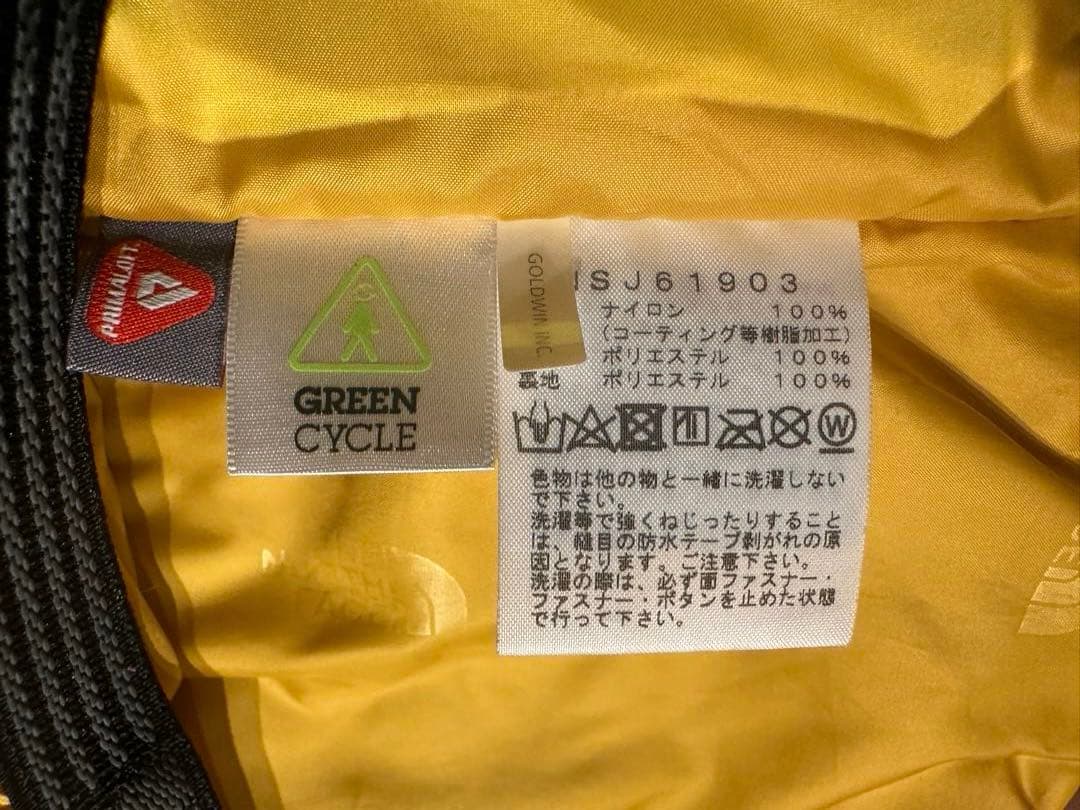 PRIMALOFT
GREEN
CYCLE
GOLDWIN INC.
SJ61903
ナイロン 100%
(コーティング等樹脂加工)
ポリエステル 100%
裏地 ポリエステル 100%
W
色物は他の物と一緒に洗濯しない
で下さい。
洗濯等で強くねじったりすること
は、縫目の防水テープ剥がれの原
因となります。ご注意下さい。
洗濯の際は、必ず面ファスナー・
ファスナー・ボタンを止めた状態
で行って下さい。